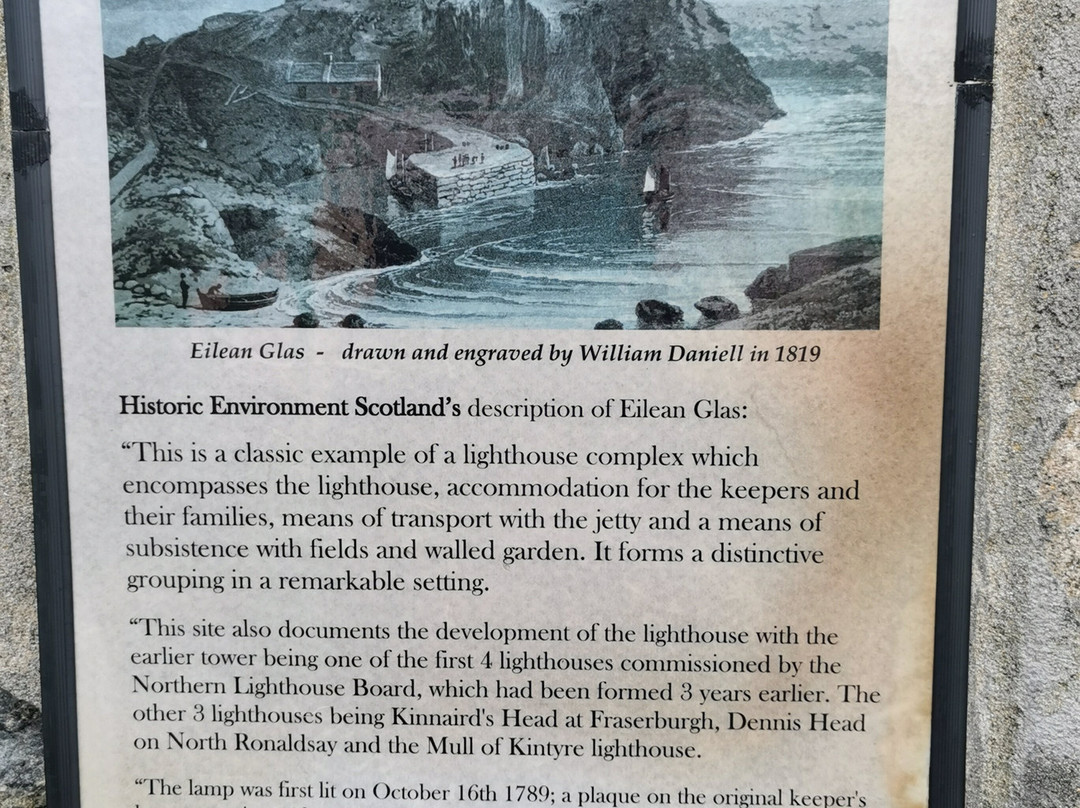 Eilean Glas - drawn and engraved by William Daniell in 1819
Historic Environment Scotland's description of Eilean Glas:
“This is a classic example of a lighthouse complex which
encompasses the lighthouse, accommodation for the keepers and
their families, means of transport with the jetty and a means of
subsistence with fields and walled garden. It forms a distinctive
grouping in a remarkable setting.
“This site also documents the development of the lighthouse with the
earlier tower being one of the first 4 lighthouses commissioned by the
Northern Lighthouse Board, which had been formed 3 years earlier. The
other 3 lighthouses being Kinnaird's Head at Fraserburgh, Dennis Head
on North Ronaldsay and the Mull of Kintyre lighthouse.
“The lamp was first lit on October 16th 1789; a plaque on the original keeper's